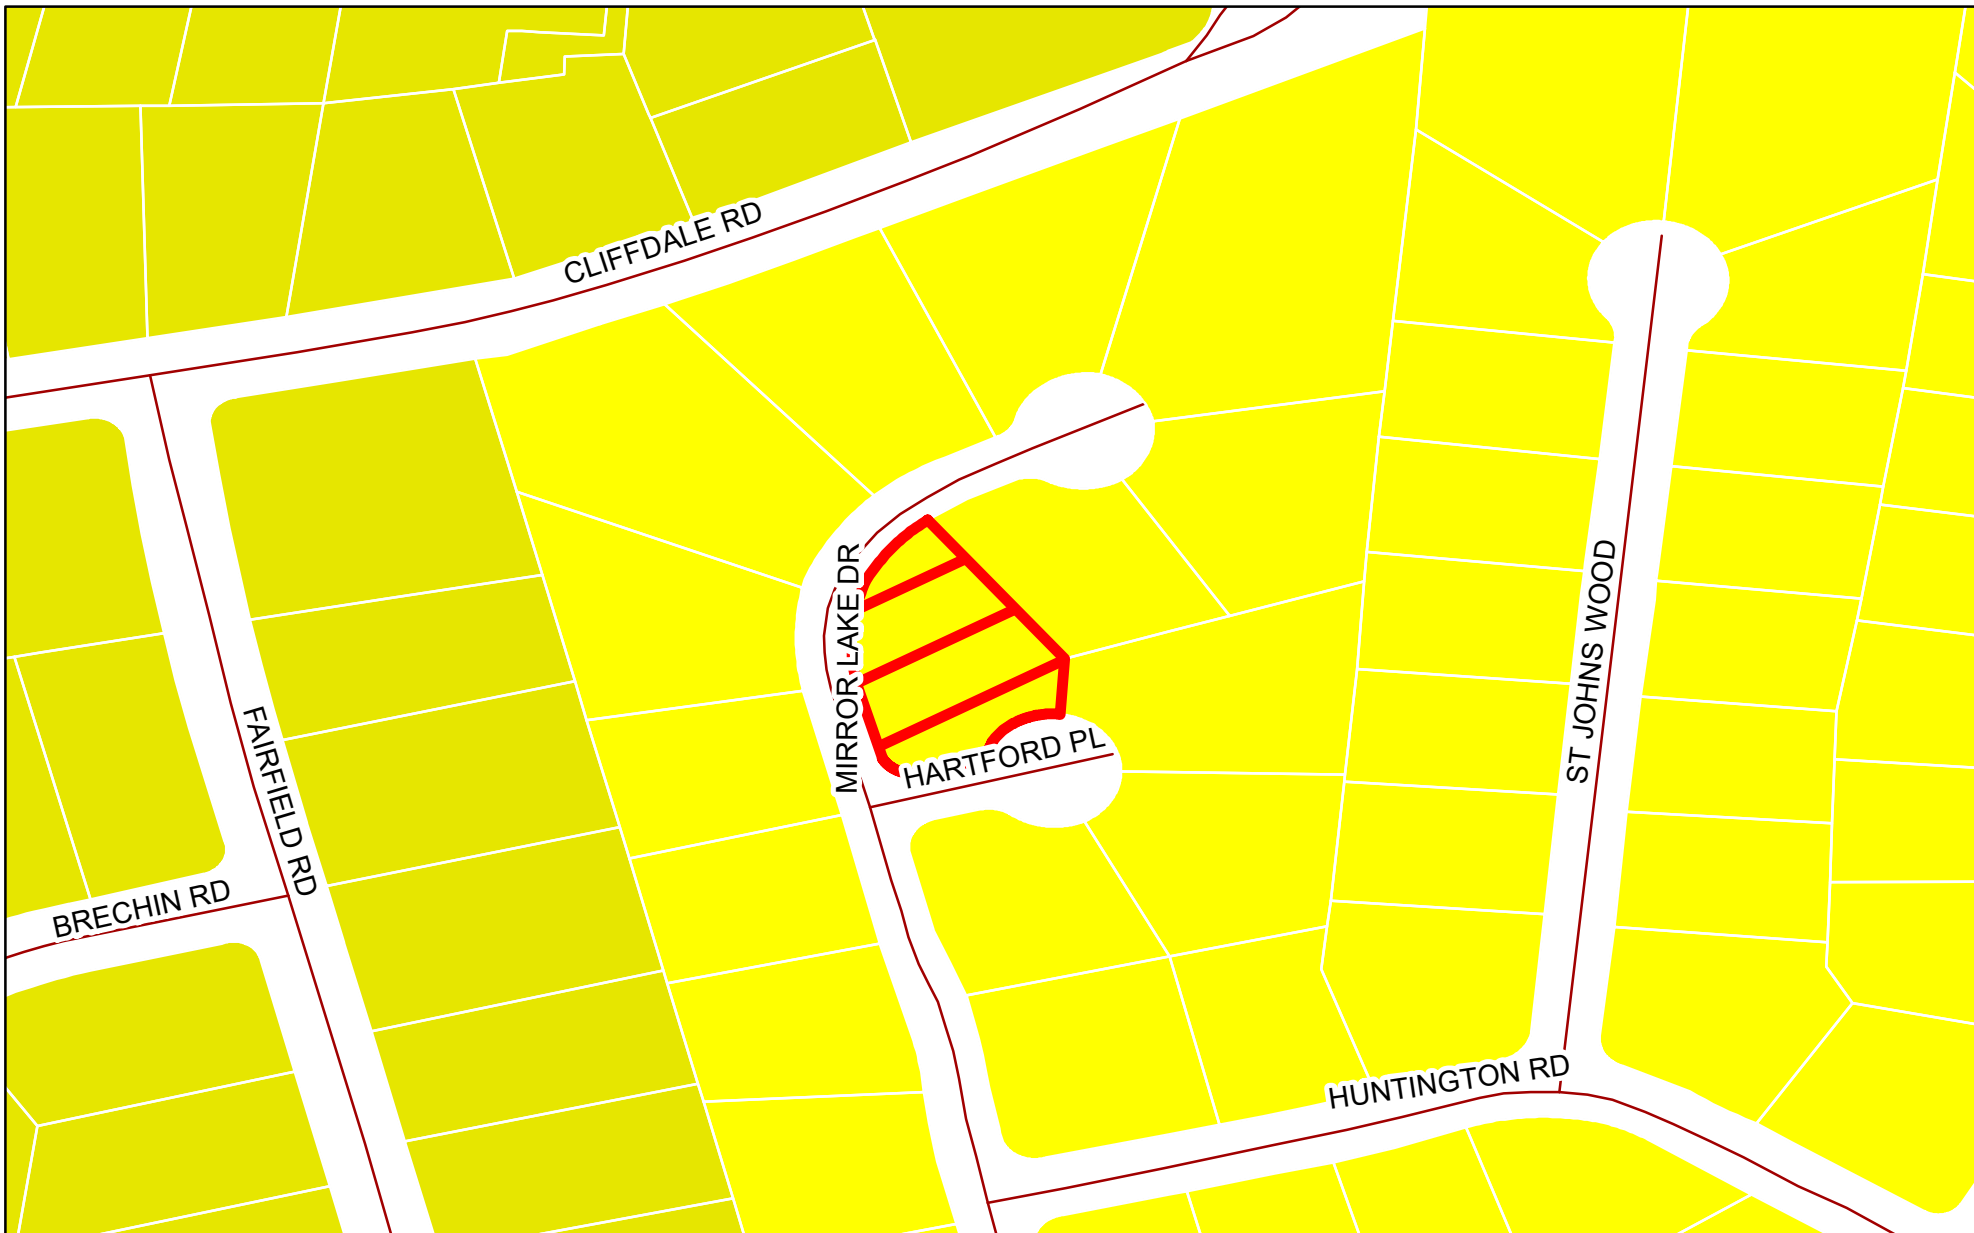 CLIFFDALE RD
MIRROR LAKE DR
ST JOHNS WOOD
FAIRFIELD RD
HARTFORD PL
BRECHIN RD
HUNTINGTON RD